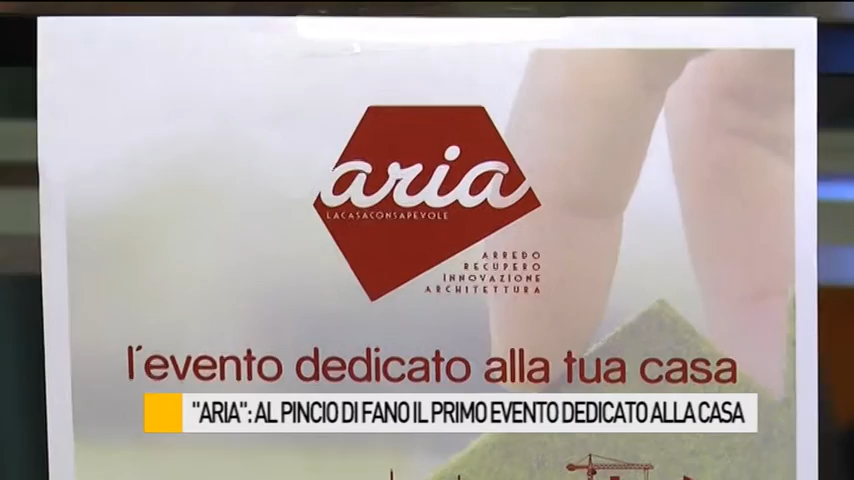 aria
LACASACONSAPEVOLE
ARREDO
RECUPERO
INNOVAZIONE
ARCHITETTURA
l'evento dedicato alla tua casa
"ARIA": AL PINCIO DI FANO IL PRIMO EVENTO DEDICATO ALLA CASA